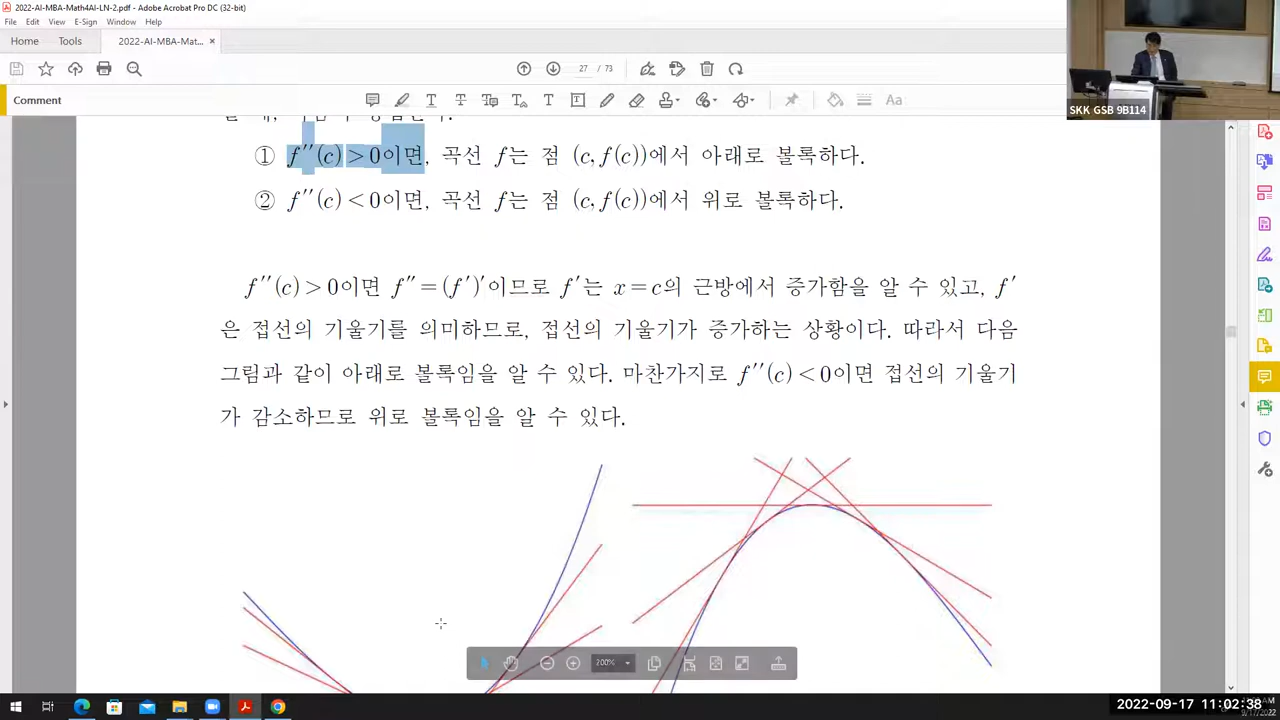 2022-AI-MBA-Math4AI-LN-2.pdf - Adobe Acrobat Pro DC (32-bit)
File Edit View E-Sign Window Help
Home Tools 2022-AI-MBA-Mat... ×
27 / 73
Comment
SKK GSB 9B114
① f''(c) > 0이면, 곡선 f는 점 (c, f(c))에서 아래로 볼록하다.
② f''(c) < 0이면, 곡선 f는 점 (c, f(c))에서 위로 볼록하다.
f''(c) > 0이면 f'' = (f')'이므로 f'는 x = c의 근방에서 증가함을 알 수 있고, f'
은 접선의 기울기를 의미하므로, 접선의 기울기가 증가하는 상황이다. 따라서 다음
그림과 같이 아래로 볼록임을 알 수 있다. 마찬가지로 f''(c) < 0이면 접선의 기울기
가 감소하므로 위로 볼록임을 알 수 있다.
200%
2022-09-17 11:02:38